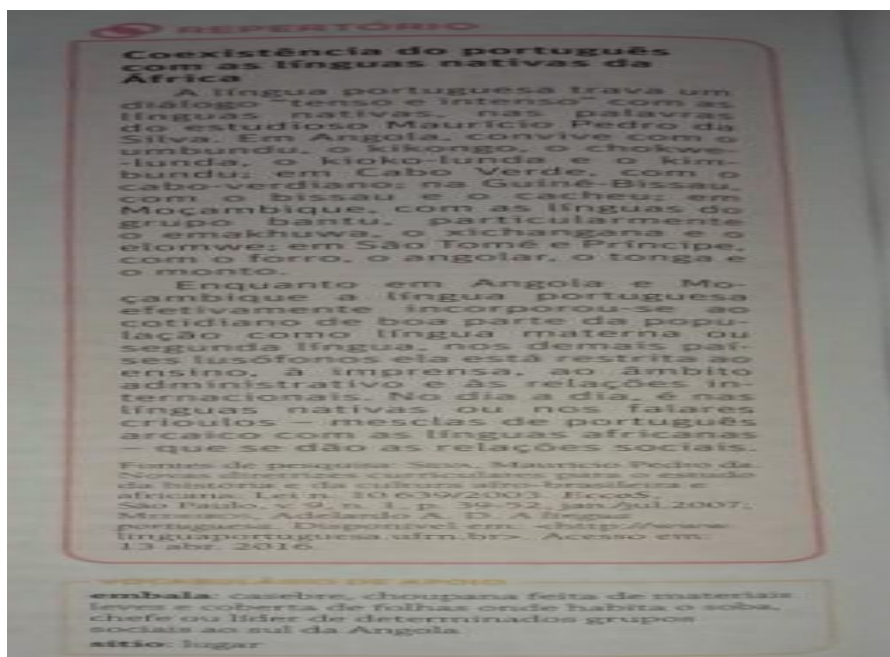 REPERTÓRIO
Coexistência do português
com as línguas nativas da
África
A língua portuguesa trava um
diálogo "tenso e intenso" com as
línguas nativas, nas palavras
do estudioso Maurício Pedro da
Silva. Em Angola, convive com o
umbundu, o kikongo, o chokwe-
-lunda, o kioko-lunda e o kim-
bundu; em Cabo Verde, com o
cabo-verdiano; na Guiné-Bissau,
com o bissau e o cacheu; em
Moçambique, com as línguas do
grupo bantu, particularmente
o emakhuwa, o xichangana e o
elomwe; em São Tomé e Príncipe,
com o forro, o angolar, o tonga e
o monto.
Enquanto em Angola e Mo-
çambique a língua portuguesa
efetivamente incorporou-se ao
cotidiano de boa parte da popu-
lação como língua materna ou
segunda língua, nos demais paí-
ses lusófonos ela está restrita ao
ensino, à imprensa, ao âmbito
administrativo e às relações in-
ternacionais. No dia a dia, é nas
línguas nativas ou nos falares
crioulos – mesclas de português
arcaico com as línguas africanas
– que se dão as relações sociais.
Fontes de pesquisa: SILVA, Maurício Pedro da.
Novas diretrizes curriculares para o estudo
da história e da cultura afro-brasileira e
africana: Lei n. 10 639/2003. EccoS,
São Paulo, v. 9, n. 1, p. 39-52, jan./jul.2007;
Adelardo A. D. A língua
portuguesa. Disponível em: <http://www.
linguaportuguesa.ufrn.br>. Acesso em:
13 abr. 2016.
VOCABULÁRIO DE APOIO
embala: casebre, choupana feita de materiais
leves e coberta de folhas onde habita o soba,
chefe ou líder de determinados grupos
sociais ao sul da Angola
sítio: lugar